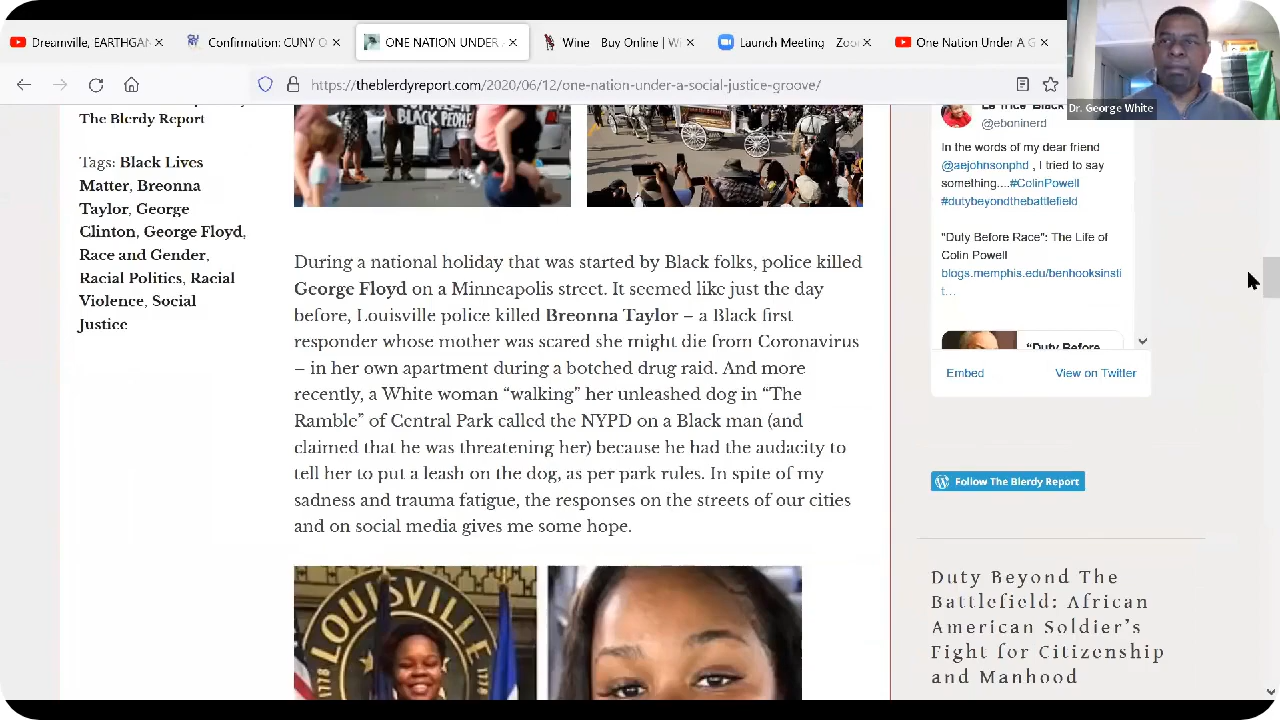 Dreamville, EARTHGAN
Confirmation: CUNY O
ONE NATION UNDER
Wine - Buy Online | Wi
Launch Meeting - Zoo
One Nation Under A G
https://theblerdyreport.com/2020/06/12/one-nation-under-a-social-justice-groove/
Dr. George White
The Blerdy Report
Tags: Black Lives
Matter, Breonna
Taylor, George
Clinton, George Floyd,
Race and Gender,
Racial Politics, Racial
Violence, Social
Justice
BLACK PEOPLE
During a national holiday that was started by Black folks, police killed
George Floyd on a Minneapolis street. It seemed like just the day
before, Louisville police killed Breonna Taylor – a Black first
responder whose mother was scared she might die from Coronavirus
– in her own apartment during a botched drug raid. And more
recently, a White woman “walking” her unleashed dog in “The
Ramble” of Central Park called the NYPD on a Black man (and
claimed that he was threatening her) because he had the audacity to
tell her to put a leash on the dog, as per park rules. In spite of my
sadness and trauma fatigue, the responses on the streets of our cities
and on social media gives me some hope.
LOUISVILLE
1778
1778
@eboninerd
In the words of my dear friend
@aejohnsonphd , I tried to say
something....#ColinPowell
#dutybeyondthebattlefield
"Duty Before Race": The Life of
Colin Powell
blogs.memphis.edu/benhooksinsti
t…
“Duty Before
Embed
View on Twitter
Follow The Blerdy Report
Duty Beyond The
Battlefield: African
American Soldier’s
Fight for Citizenship
and Manhood